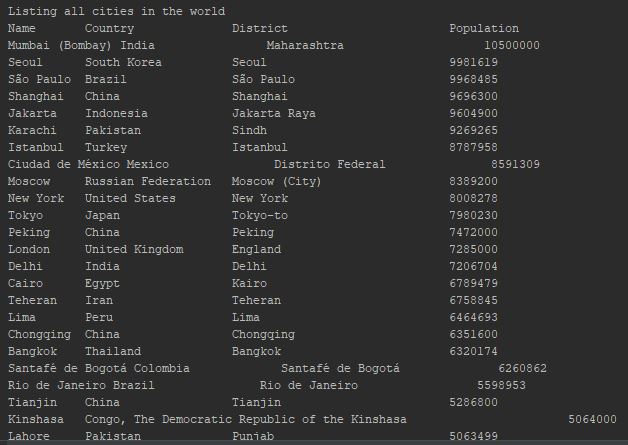 Listing all cities in the world
Name Country District Population
Mumbai (Bombay) India Maharashtra 10500000
Seoul South Korea Seoul 9981619
São Paulo Brazil São Paulo 9968485
Shanghai China Shanghai 9696300
Jakarta Indonesia Jakarta Raya 9604900
Karachi Pakistan Sindh 9269265
Istanbul Turkey Istanbul 8787958
Ciudad de México Mexico Distrito Federal 8591309
Moscow Russian Federation Moscow (City) 8389200
New York United States New York 8008278
Tokyo Japan Tokyo-to 7980230
Peking China Peking 7472000
London United Kingdom England 7285000
Delhi India Delhi 7206704
Cairo Egypt Kairo 6789479
Teheran Iran Teheran 6758845
Lima Peru Lima 6464693
Chongqing China Chongqing 6351600
Bangkok Thailand Bangkok 6320174
Santafé de Bogotá Colombia Santafé de Bogotá 6260862
Rio de Janeiro Brazil Rio de Janeiro 5598953
Tianjin China Tianjin 5286800
Kinshasa Congo, The Democratic Republic of the Kinshasa 5064000
Lahore Pakistan Punjab 5063499